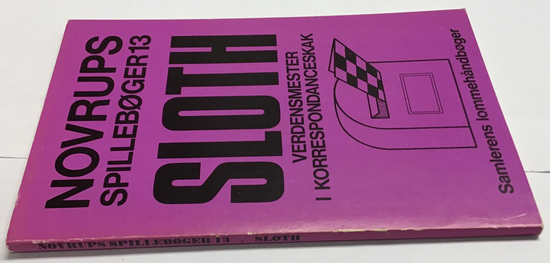 NOVRUPS
SPILLEBØGER 13
SLOTH
VERDENSMESTER
I KORRESPONDANCESKAK
Samlerens lommehåndbøger
NOVRUPS SPILLEBØGER 13 . SLOTH